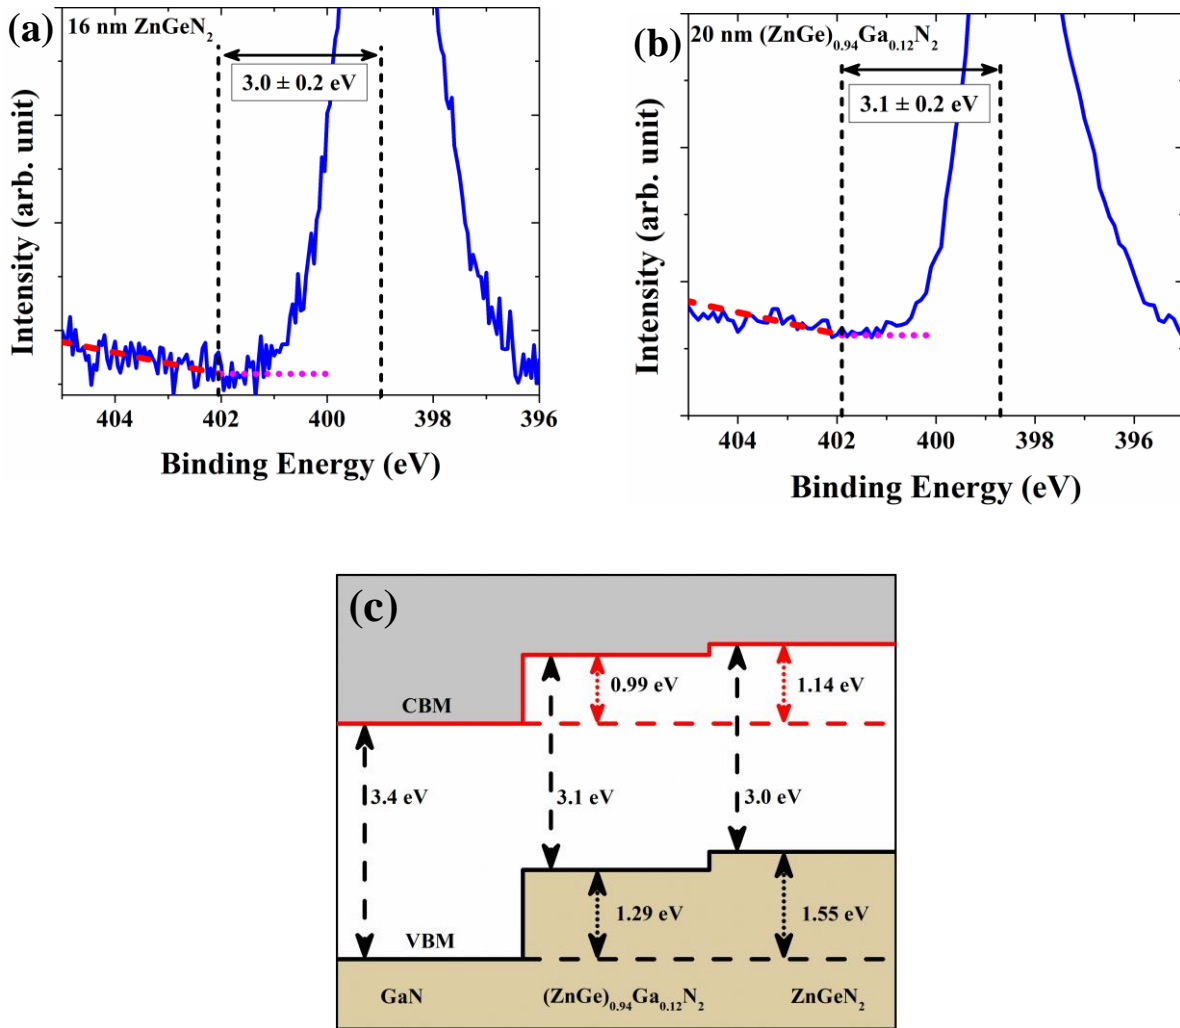 (a)
16 nm ZnGeN₂
3.0 ± 0.2 eV
Intensity (arb. unit)
404 402 400 398 396
Binding Energy (eV)
(b)
20 nm (ZnGe)₀.₉₄Ga₀.₁₂N₂
3.1 ± 0.2 eV
Intensity (arb. unit)
404 402 400 398 396
Binding Energy (eV)
(c)
0.99 eV
1.14 eV
CBM
3.4 eV
3.1 eV
3.0 eV
1.29 eV
1.55 eV
VBM
GaN
(ZnGe)₀.₉₄Ga₀.₁₂N₂
ZnGeN₂